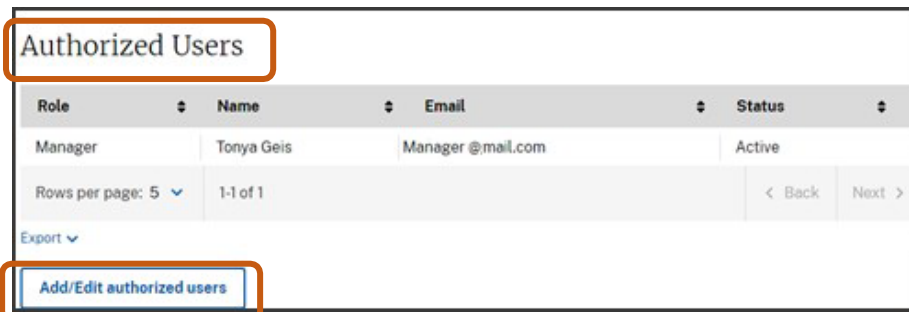 Authorized Users
Role Name Email Status
Manager Tonya Geis Manager @mail.com Active
Rows per page: 5 1-1 of 1 < Back Next >
Export
Add/Edit authorized users